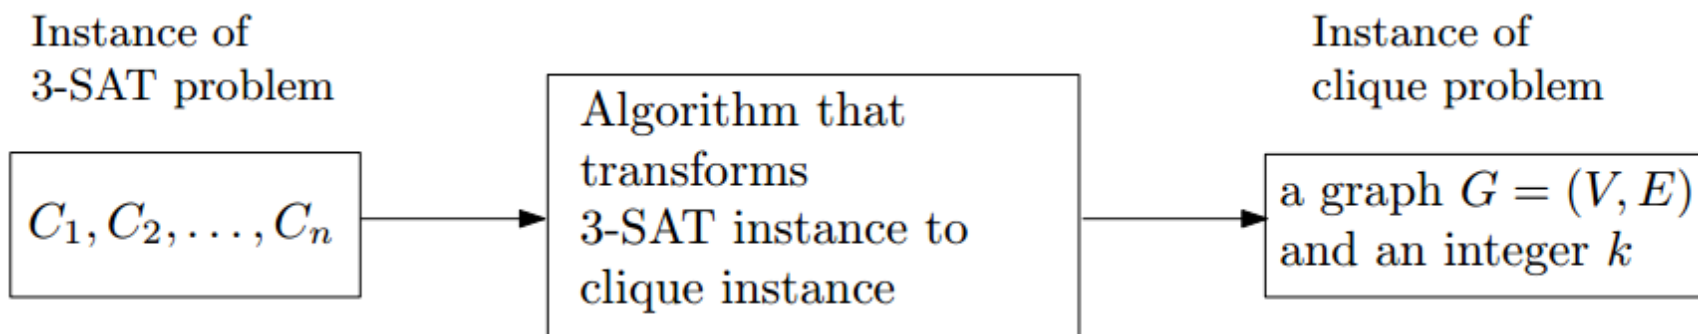 Instance of
3-SAT problem
C₁, C₂, . . . , Cₙ
Algorithm that
transforms
3-SAT instance to
clique instance
Instance of
clique problem
a graph G = (V, E)
and an integer k